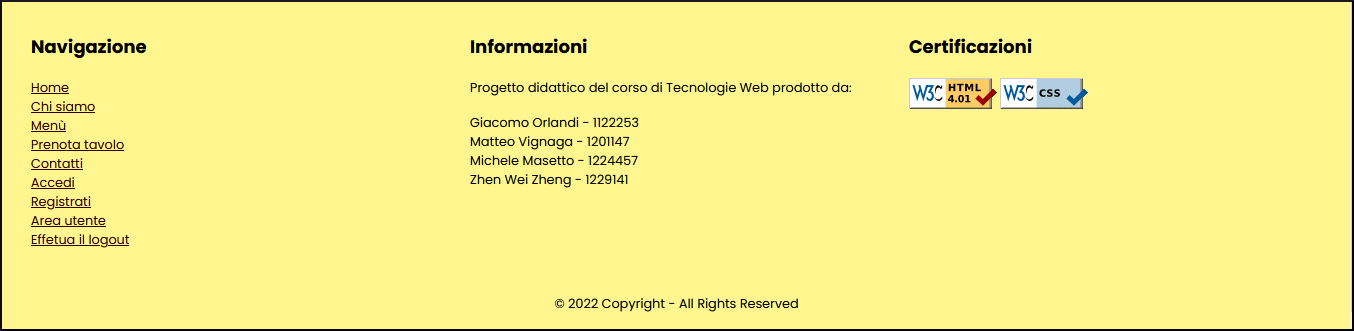 Navigazione
Home
Chi siamo
Menù
Prenota tavolo
Contatti
Accedi
Registrati
Area utente
Effetua il logout
Informazioni
Progetto didattico del corso di Tecnologie Web prodotto da:
Giacomo Orlandi - 1122253
Matteo Vignaga - 1201147
Michele Masetto - 1224457
Zhen Wei Zheng - 1229141
Certificazioni
W3C HTML 4.01
W3C CSS
© 2022 Copyright - All Rights Reserved